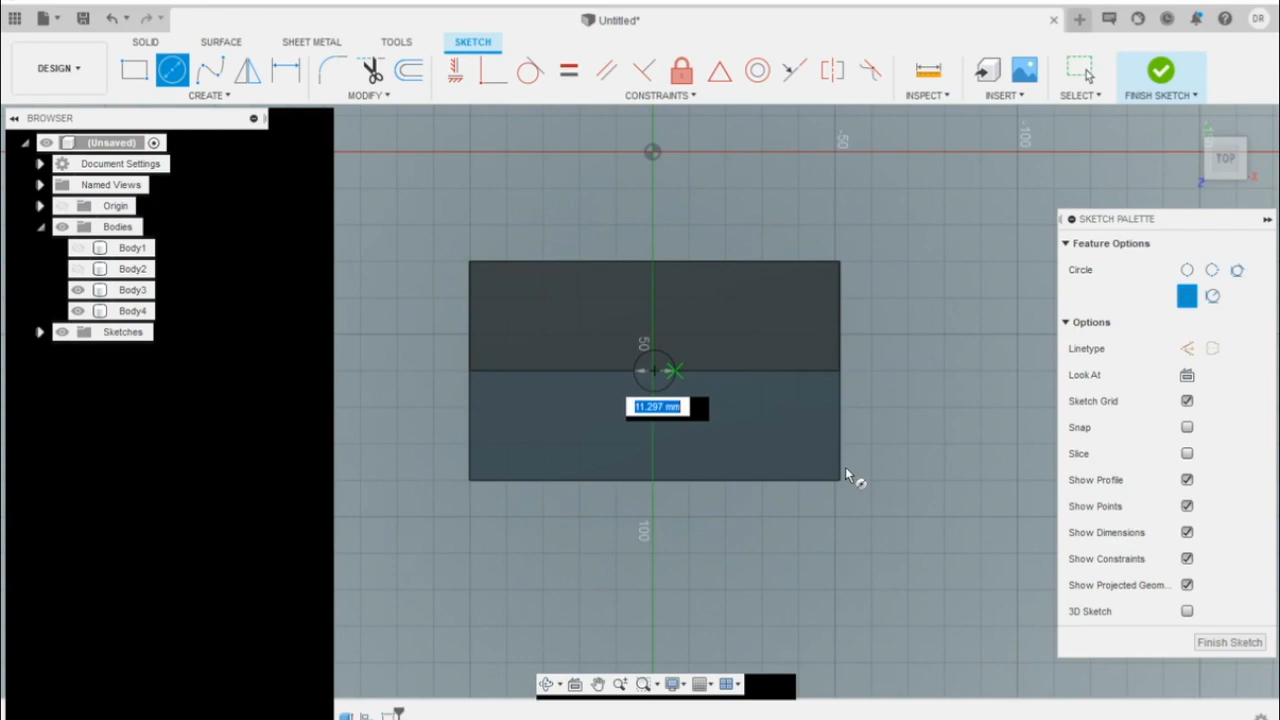 Untitled*
DR
SOLID
SURFACE
SHEET METAL
TOOLS
SKETCH
DESIGN
CREATE
MODIFY
CONSTRAINTS
INSPECT
INSERT
SELECT
FINISH SKETCH
BROWSER
(Unsaved)
Document Settings
Named Views
Origin
Bodies
Body1
Body2
Body3
Body4
Sketches
-50
-100
TOP
X
Z
50
11.297 mm
100
SKETCH PALETTE
Feature Options
Circle
Options
Linetype
Look At
Sketch Grid
Snap
Slice
Show Profile
Show Points
Show Dimensions
Show Constraints
Show Projected Geom...
3D Sketch
Finish Sketch